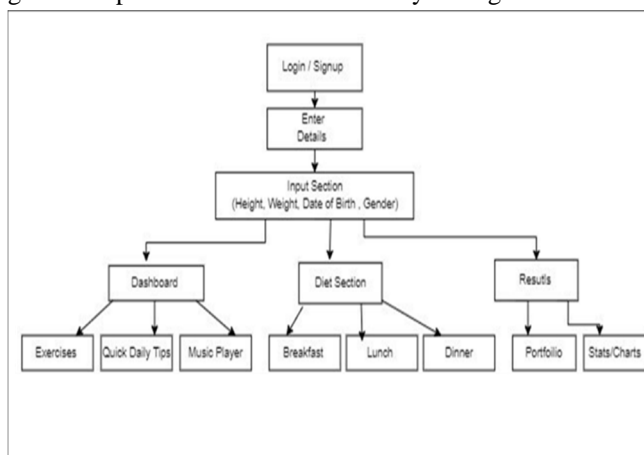 Login / Signup
Enter
Details
Input Section
(Height, Weight, Date of Birth , Gender)
Dashboard
Diet Section
Resutls
Exercises
Quick Daily Tips
Music Player
Breakfast
Lunch
Dinner
Portfoilio
Stats/Charts